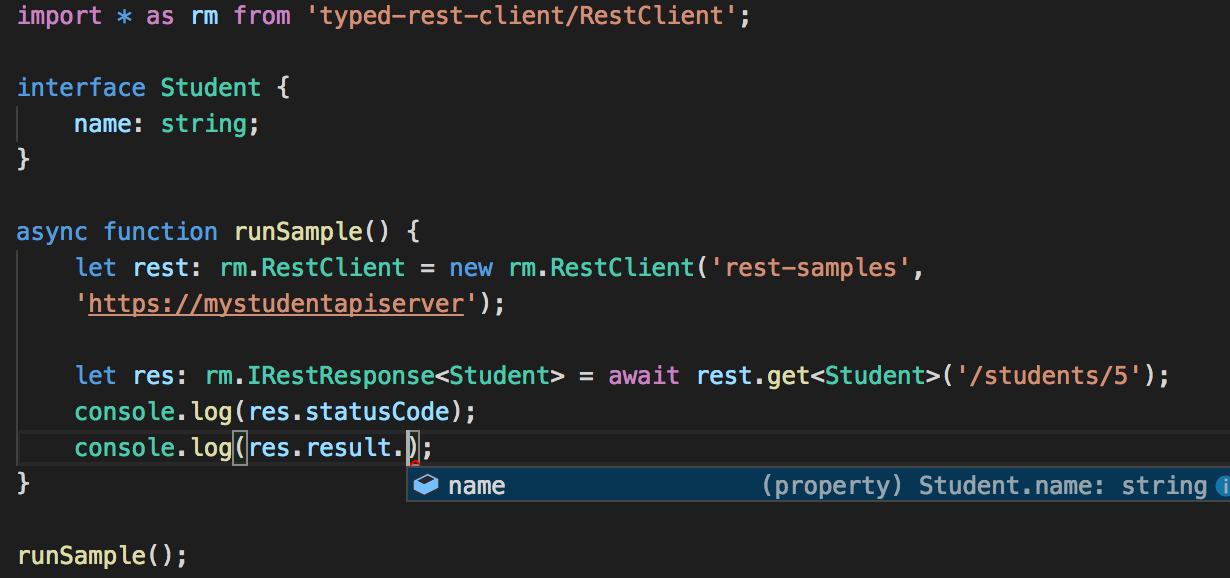 import * as rm from 'typed-rest-client/RestClient';
interface Student {
    name: string;
}
async function runSample() {
    let rest: rm.RestClient = new rm.RestClient('rest-samples',
    'https://mystudentapiserver');
    let res: rm.IRestResponse<Student> = await rest.get<Student>('/students/5');
    console.log(res.statusCode);
    console.log(res.result.);
name (property) Student.name: string
}
runSample();